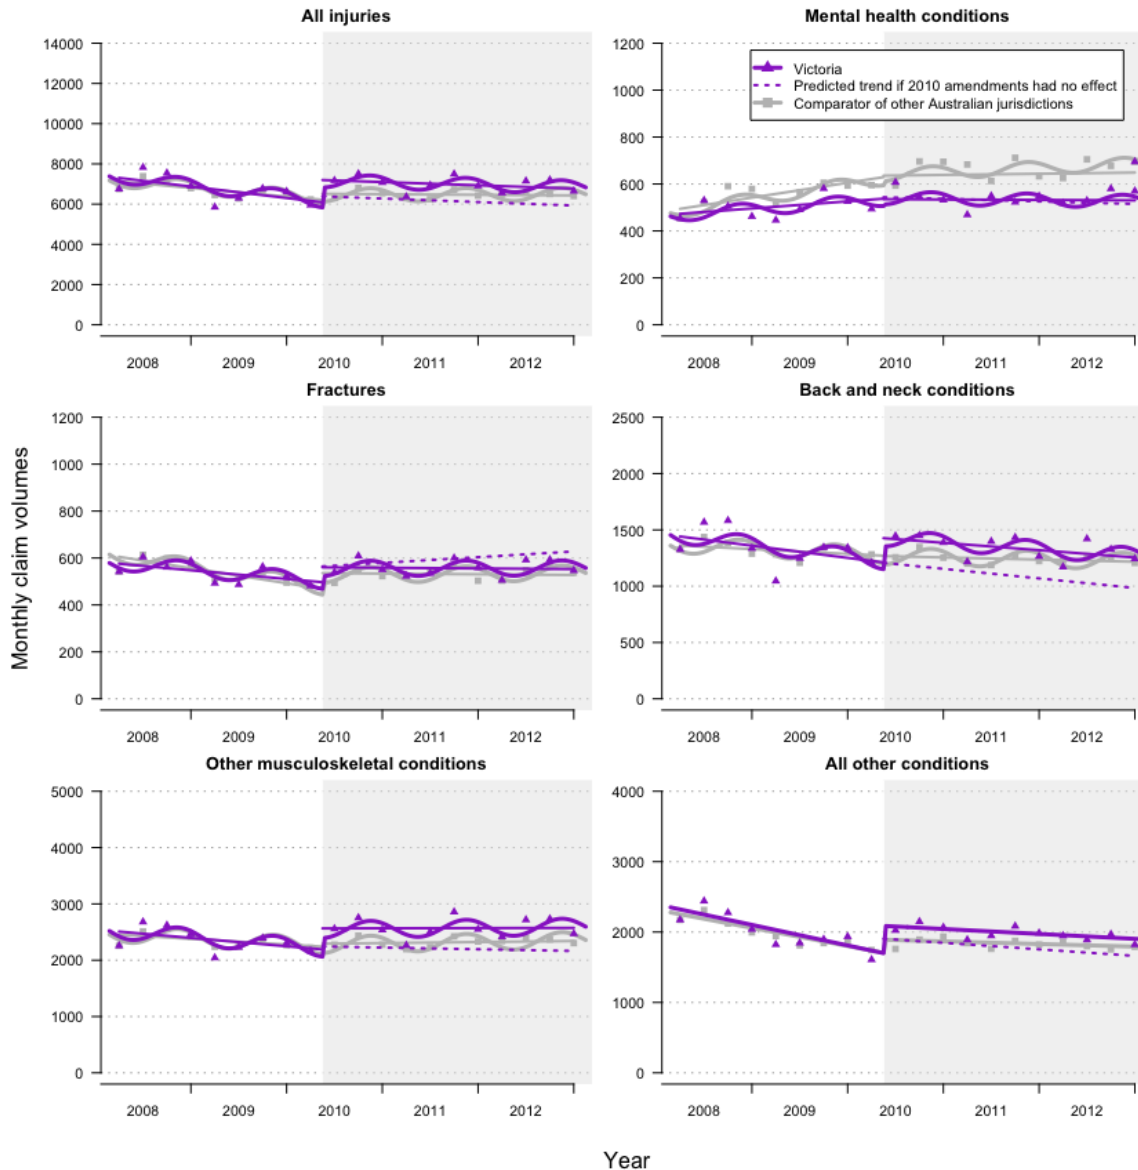 All injuries
14000
12000
10000
8000
6000
4000
2000
0
2008 2009 2010 2011 2012
Mental health conditions
1200
1000
800
600
400
200
0
Victoria
Predicted trend if 2010 amendments had no effect
Comparator of other Australian jurisdictions
2008 2009 2010 2011 2012
Monthly claim volumes
Fractures
1200
1000
800
600
400
200
0
2008 2009 2010 2011 2012
Back and neck conditions
2500
2000
1500
1000
500
0
2008 2009 2010 2011 2012
Other musculoskeletal conditions
5000
4000
3000
2000
1000
0
2008 2009 2010 2011 2012
All other conditions
4000
3000
2000
1000
0
2008 2009 2010 2011 2012
Year